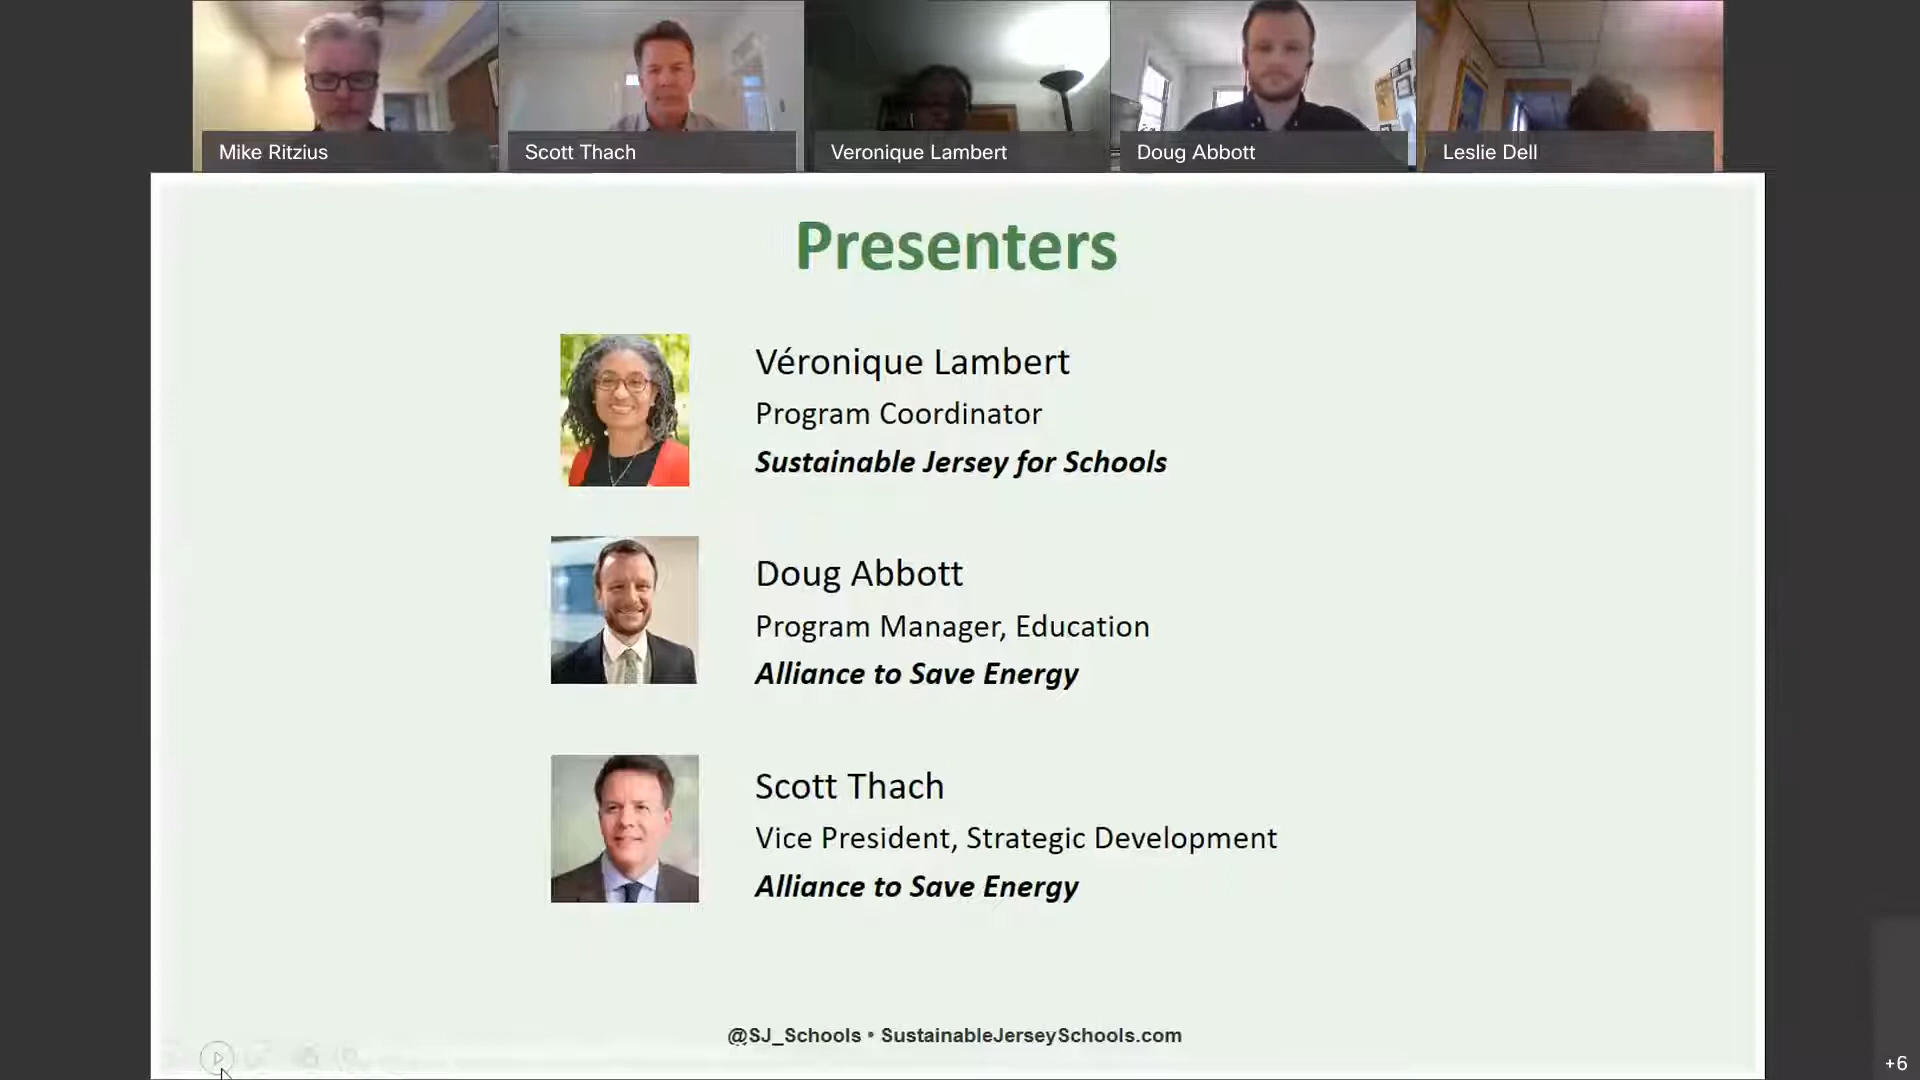 Mike Ritzius
Scott Thach
Veronique Lambert
Doug Abbott
Leslie Dell
Presenters
Véronique Lambert
Program Coordinator
Sustainable Jersey for Schools
Doug Abbott
Program Manager, Education
Alliance to Save Energy
Scott Thach
Vice President, Strategic Development
Alliance to Save Energy
@SJ_Schools • SustainableJerseySchools.com
+6